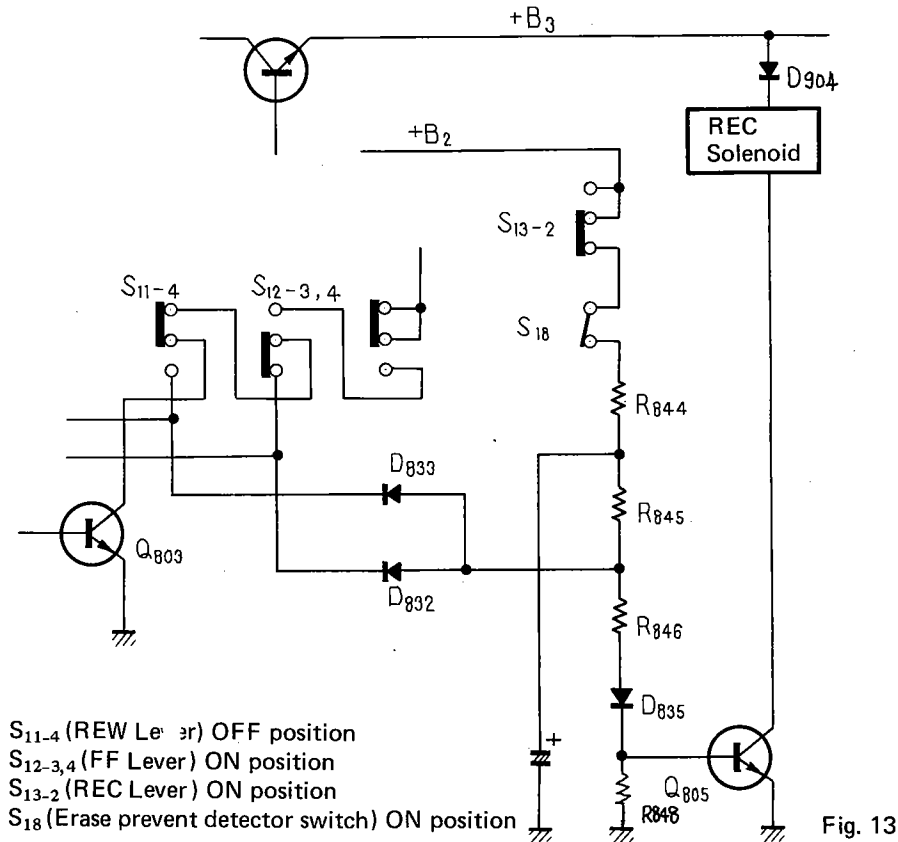 +B3
D904
REC
Solenoid
+B2
S13-2
S11-4
S12-3,4
S18
R844
D833
R845
Q803
D832
R846
D835
S11-4 (REW Le er) OFF position
S12-3,4 (FF Lever) ON position
S13-2 (REC Lever) ON position
S18 (Erase prevent detector switch) ON position
+
Q805
R848
Fig. 13